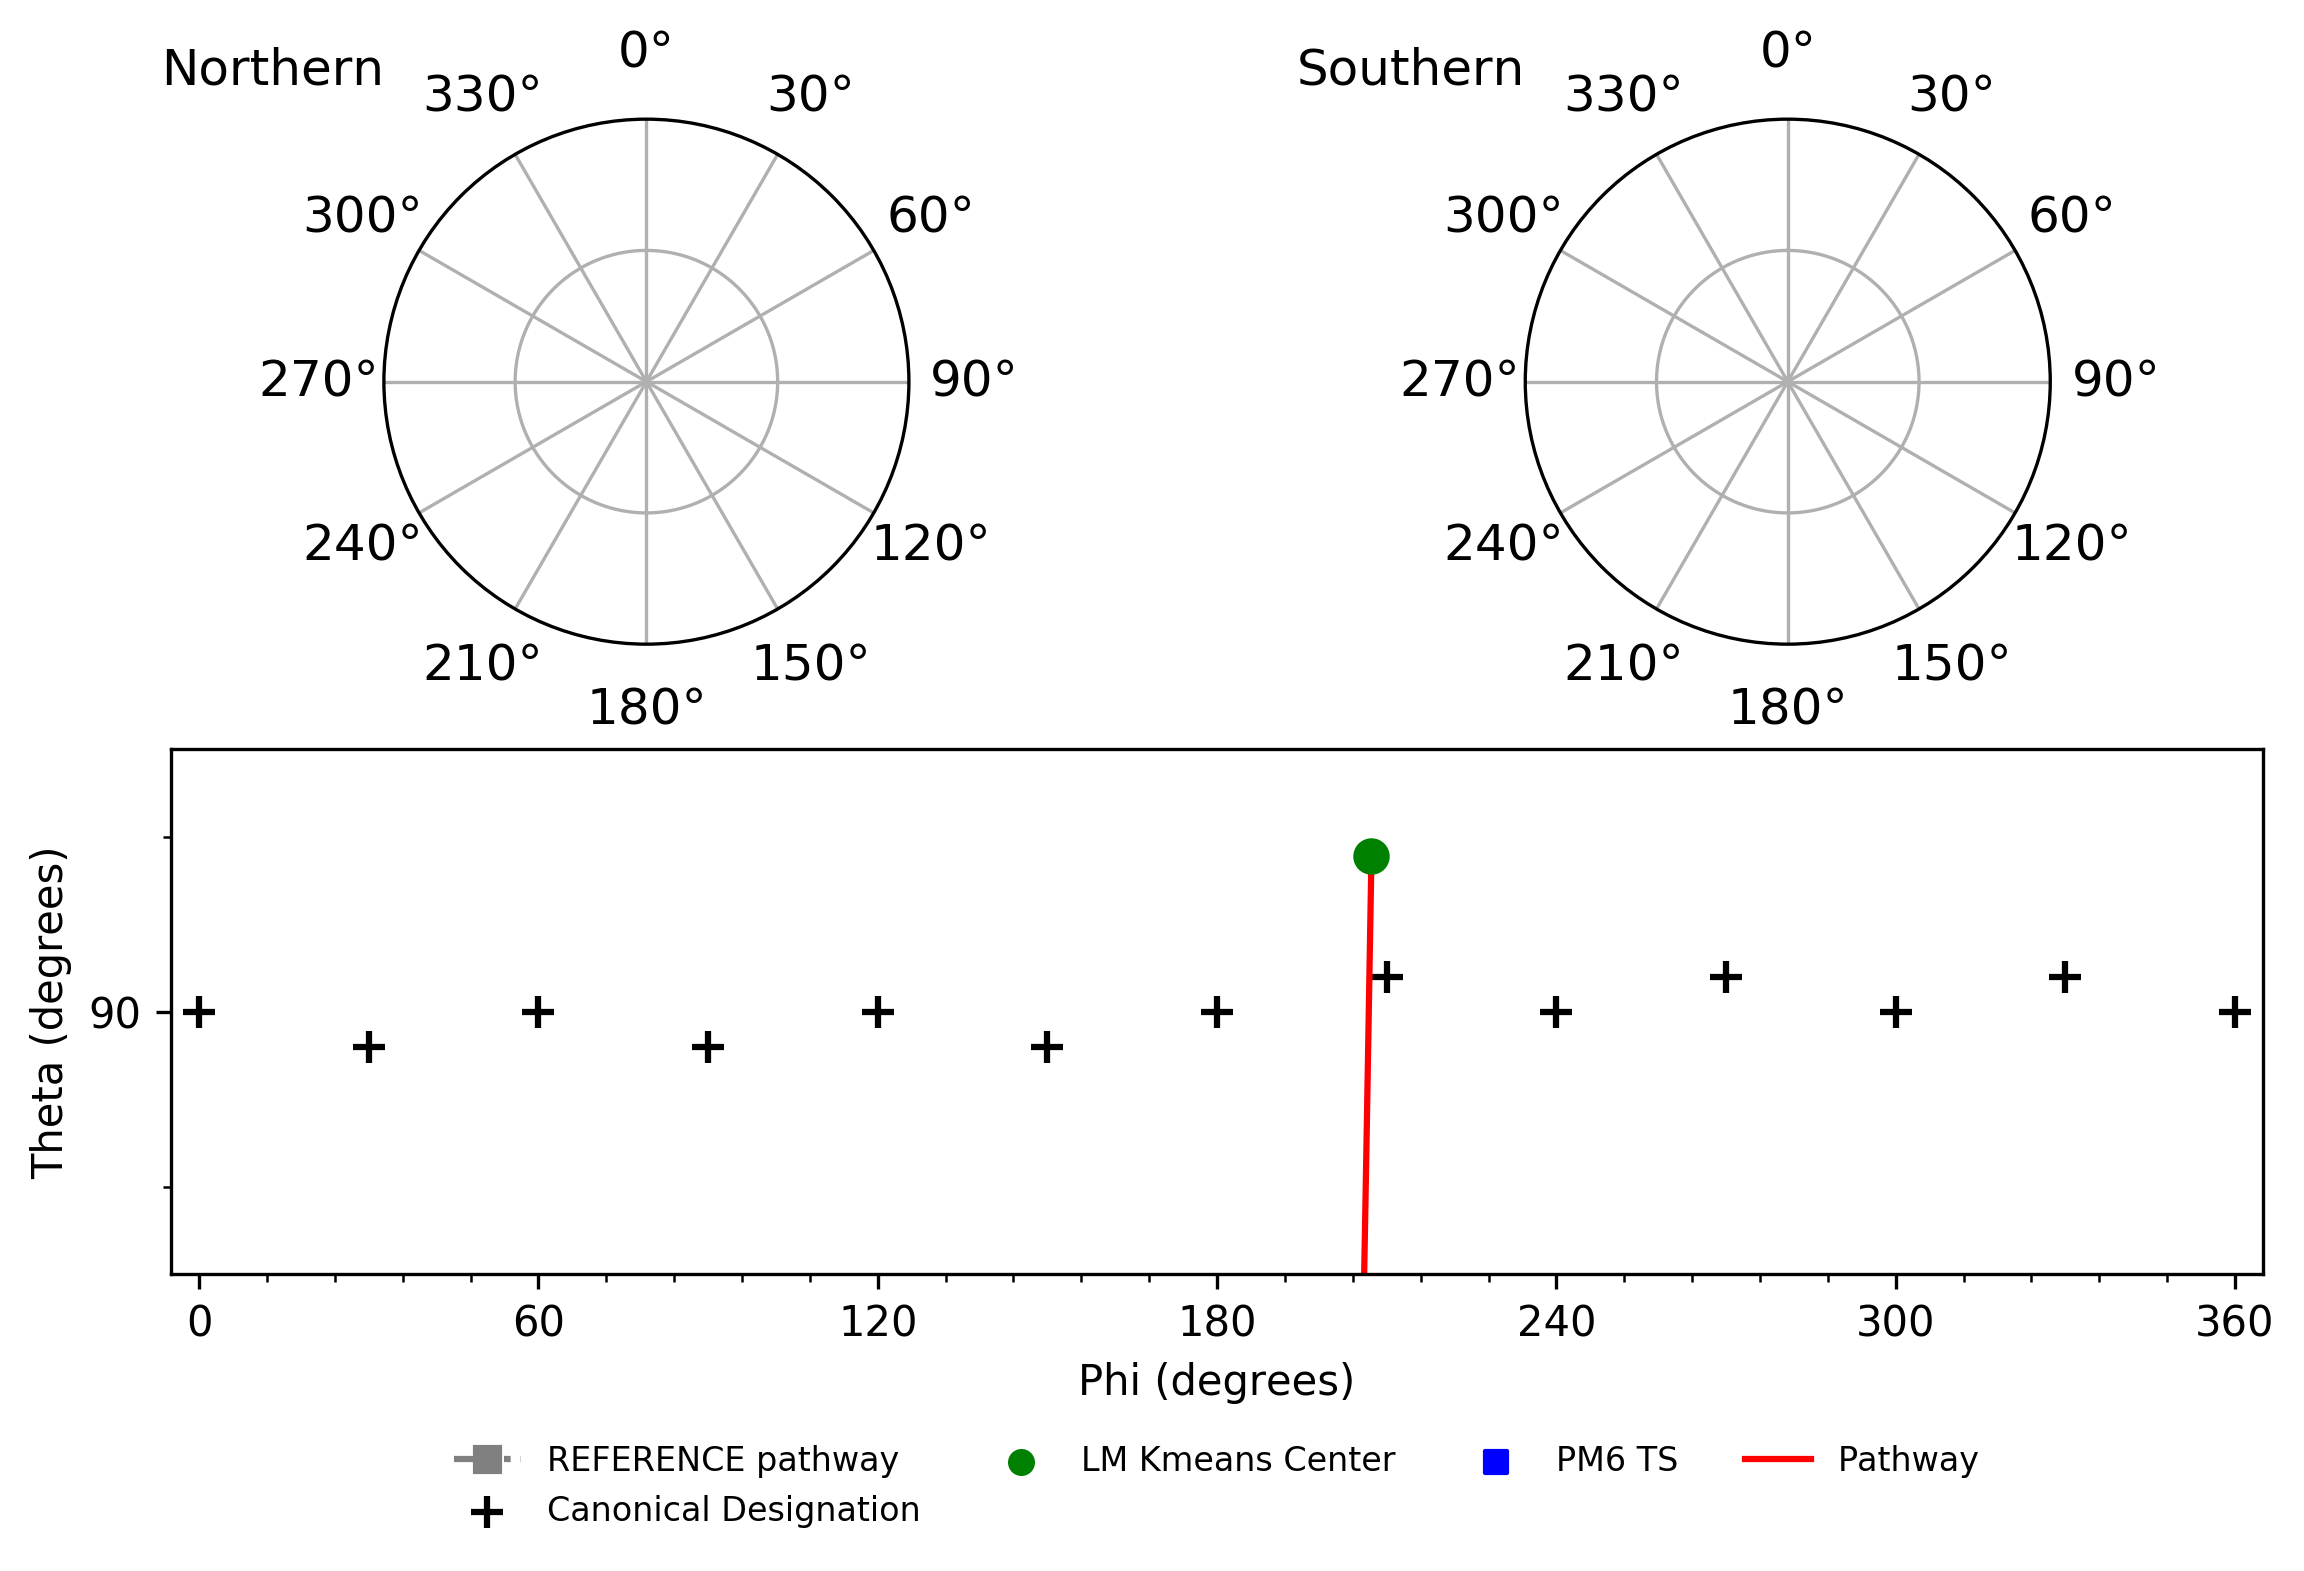 Northern
0°
30°
60°
90°
120°
150°
180°
210°
240°
270°
300°
330°
Southern
0°
30°
60°
90°
120°
150°
180°
210°
240°
270°
300°
330°
Theta (degrees)
90
0 60 120 180 240 300 360
Phi (degrees)
REFERENCE pathway
Canonical Designation
LM Kmeans Center
PM6 TS
Pathway